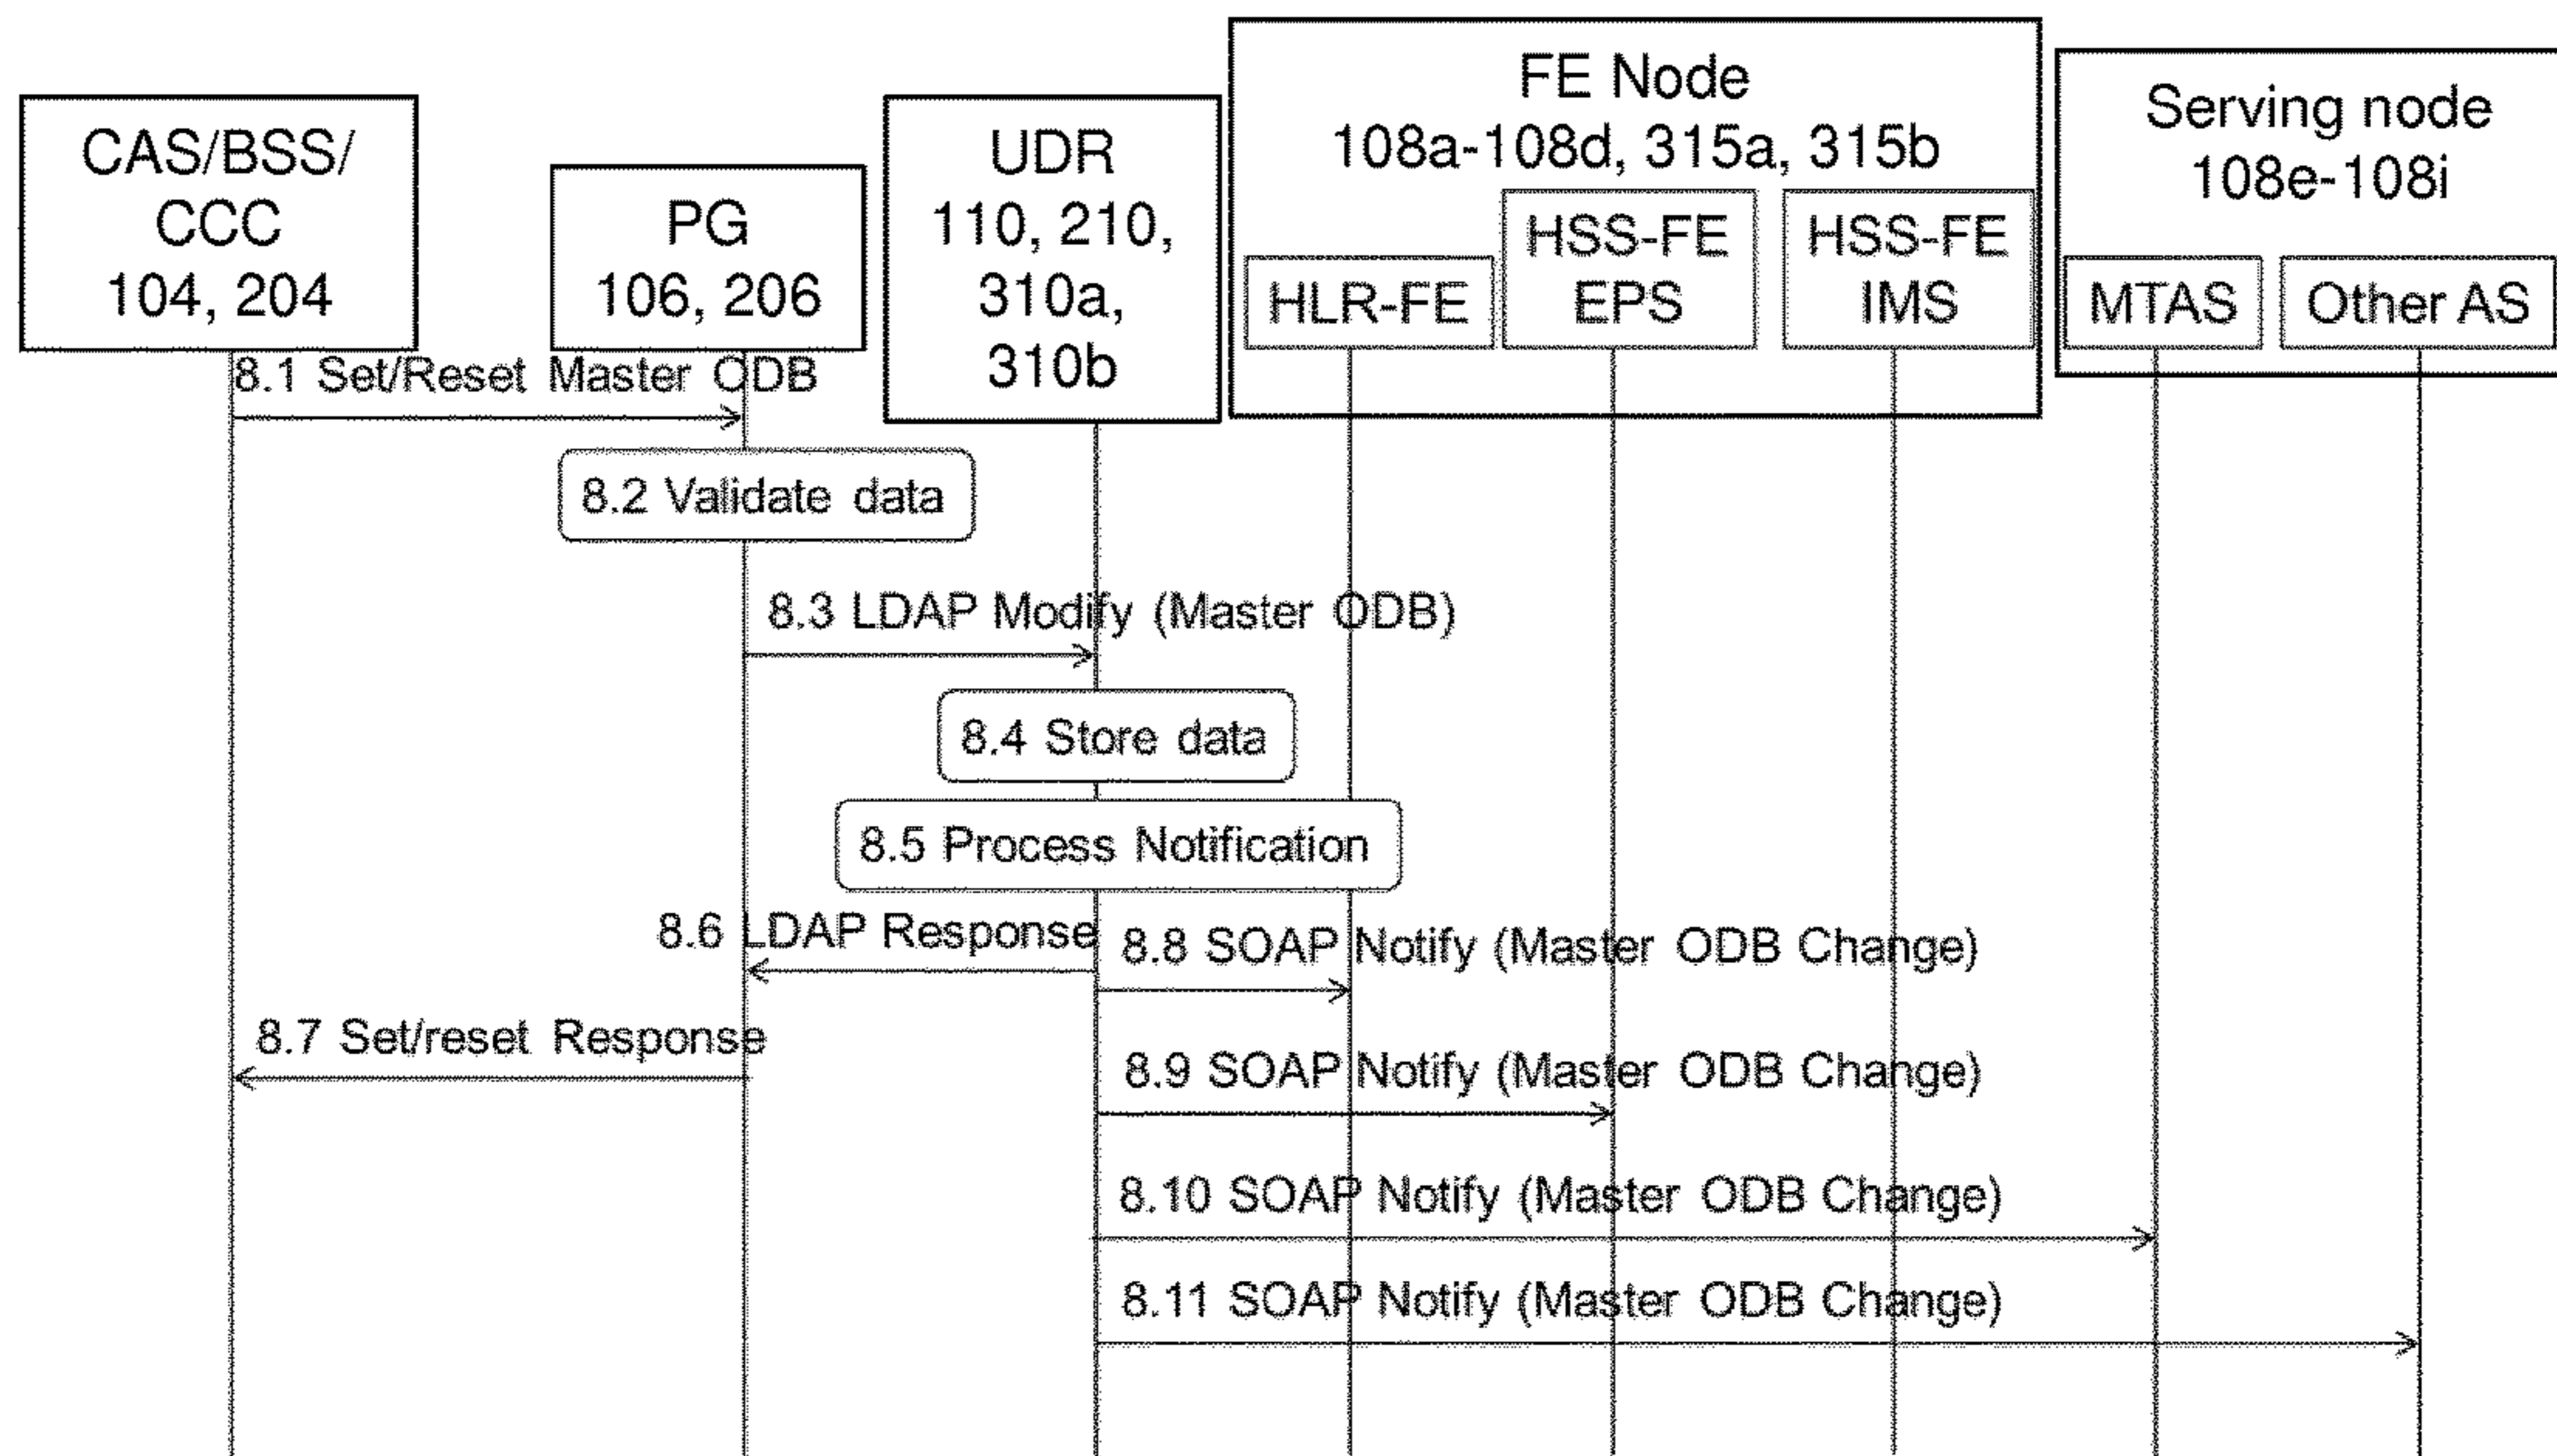 CAS/BSS/
CCC
104, 204
PG
106, 206
UDR
110, 210,
310a,
310b
FE Node
108a-108d, 315a, 315b
HLR-FE
HSS-FE
EPS
HSS-FE
IMS
Serving node
108e-108i
MTAS
Other AS
8.1 Set/Reset Master ODB
8.2 Validate data
8.3 LDAP Modify (Master ODB)
8.4 Store data
8.5 Process Notification
8.6 LDAP Response
8.8 SOAP Notify (Master ODB Change)
8.7 Set/reset Response
8.9 SOAP Notify (Master ODB Change)
8.10 SOAP Notify (Master ODB Change)
8.11 SOAP Notify (Master ODB Change)